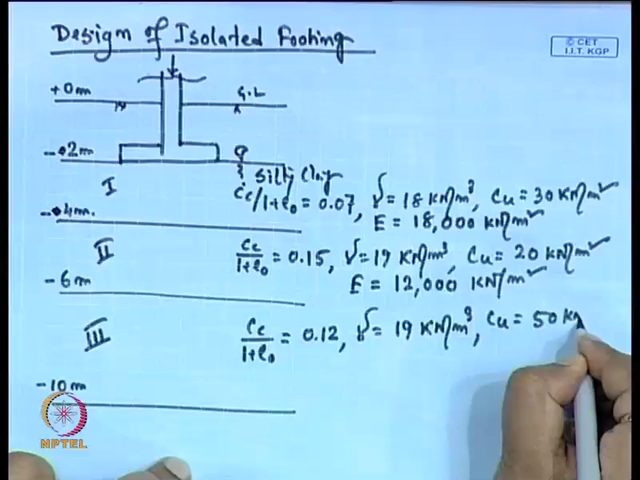 Design of Isolated Footing
© CET
I.I.T. KGP
+0m G.L
-2m
Silty Clay
I Cc/1+e0 = 0.07, γ = 18 KN/m³, Cu = 30 KN/m²
E = 18,000 KN/m²
-4m.
II Cc/1+e0 = 0.15, γ = 19 KN/m³, Cu = 20 KN/m²
E = 12,000 KN/m²
-6m
III Cc/1+e0 = 0.12, γ = 19 KN/m³, Cu = 50 KN
-10m
NPTEL